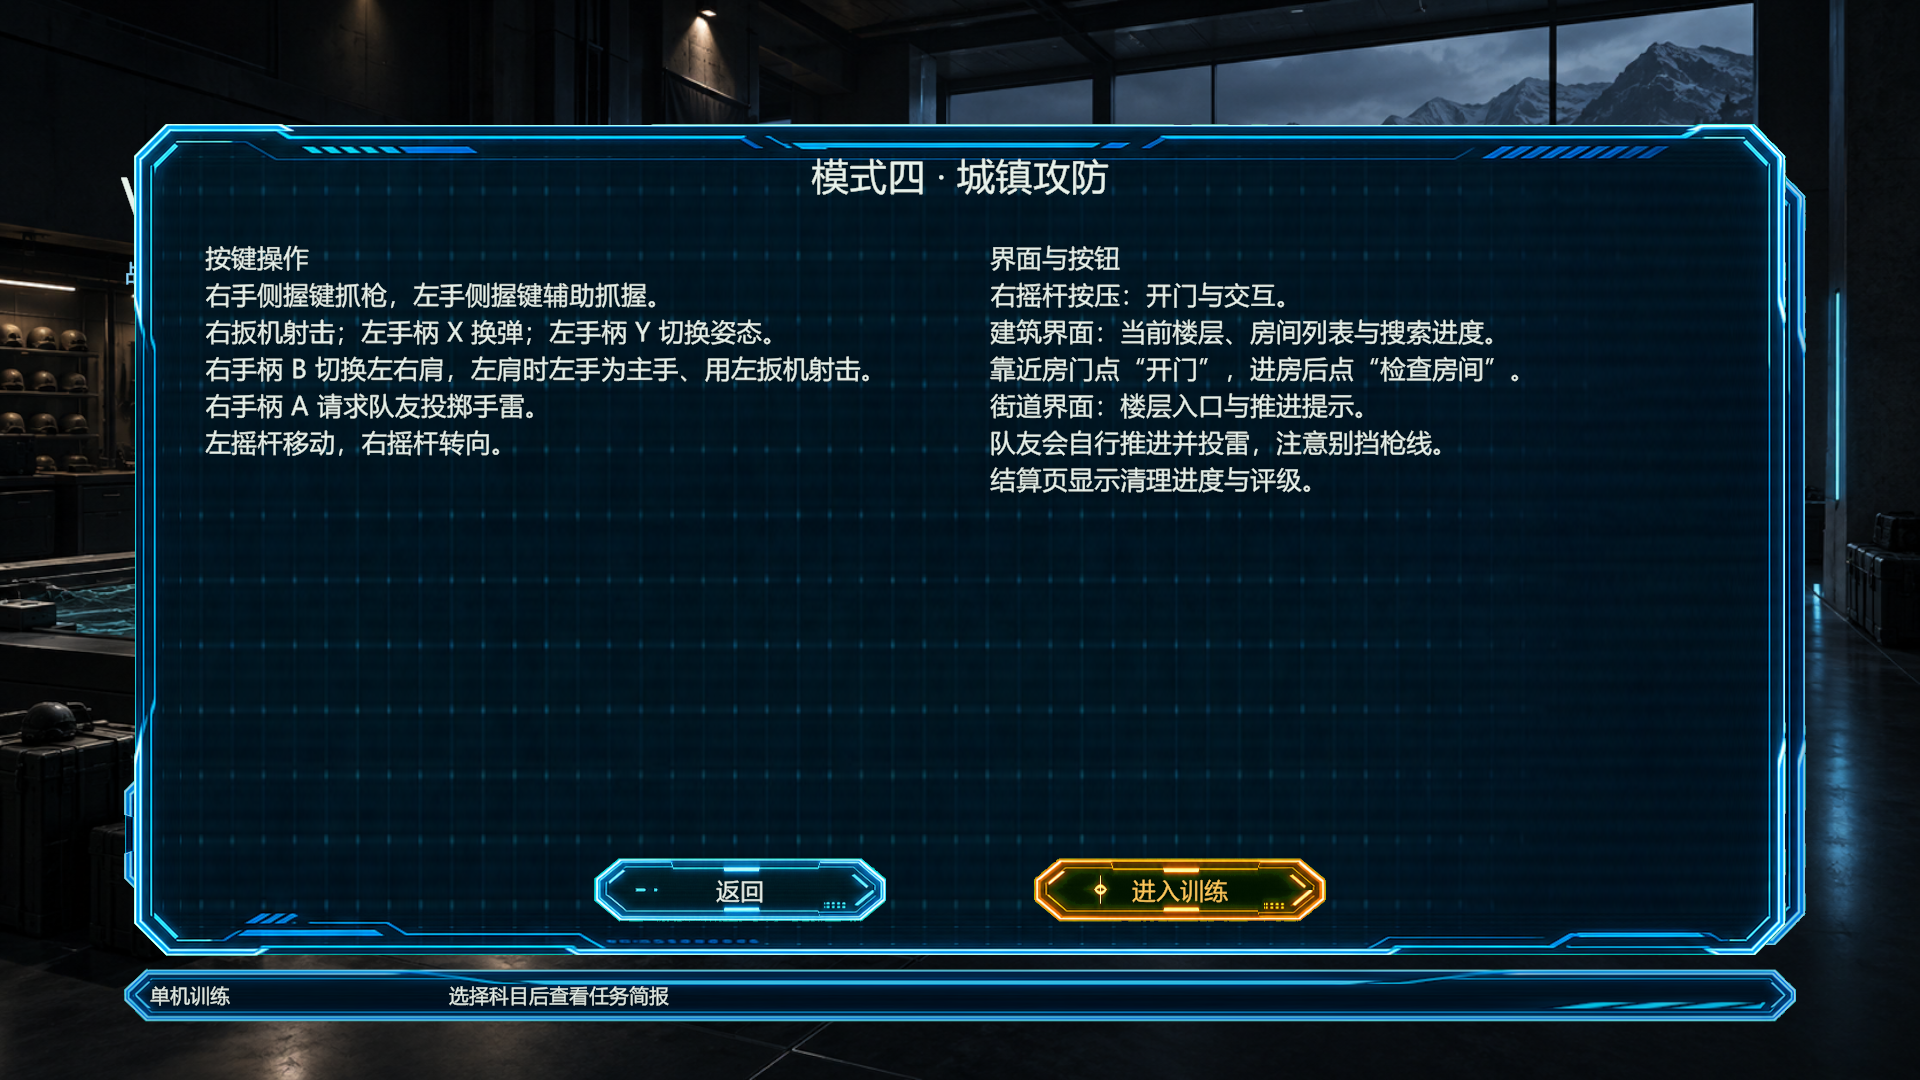 模式四 · 城镇攻防
按键操作
右手侧握键抓枪，左手侧握键辅助抓握。
右扳机射击；左手柄 X 换弹；左手柄 Y 切换姿态。
右手柄 B 切换左右肩，左肩时左手为主手、用左扳机射击。
右手柄 A 请求队友投掷手雷。
左摇杆移动，右摇杆转向。
界面与按钮
右摇杆按压：开门与交互。
建筑界面：当前楼层、房间列表与搜索进度。
靠近房门点“开门”，进房后点“检查房间”。
街道界面：楼层入口与推进提示。
队友会自行推进并投雷，注意别挡枪线。
结算页显示清理进度与评级。
返回
进入训练
单机训练
选择科目后查看任务简报